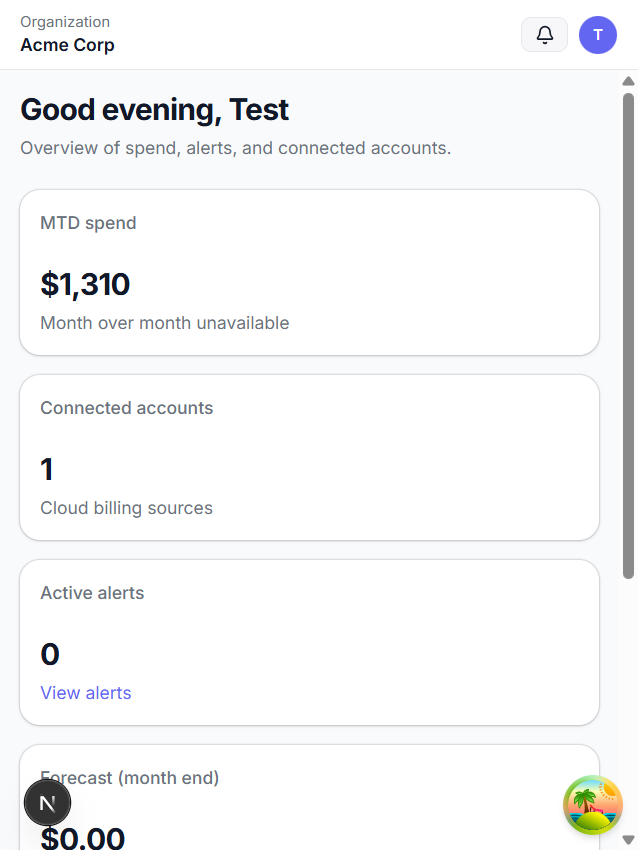 Organization
Acme Corp
T
Good evening, Test
Overview of spend, alerts, and connected accounts.
MTD spend
$1,310
Month over month unavailable
Connected accounts
1
Cloud billing sources
Active alerts
0
View alerts
Forecast (month end)
N
$0.00